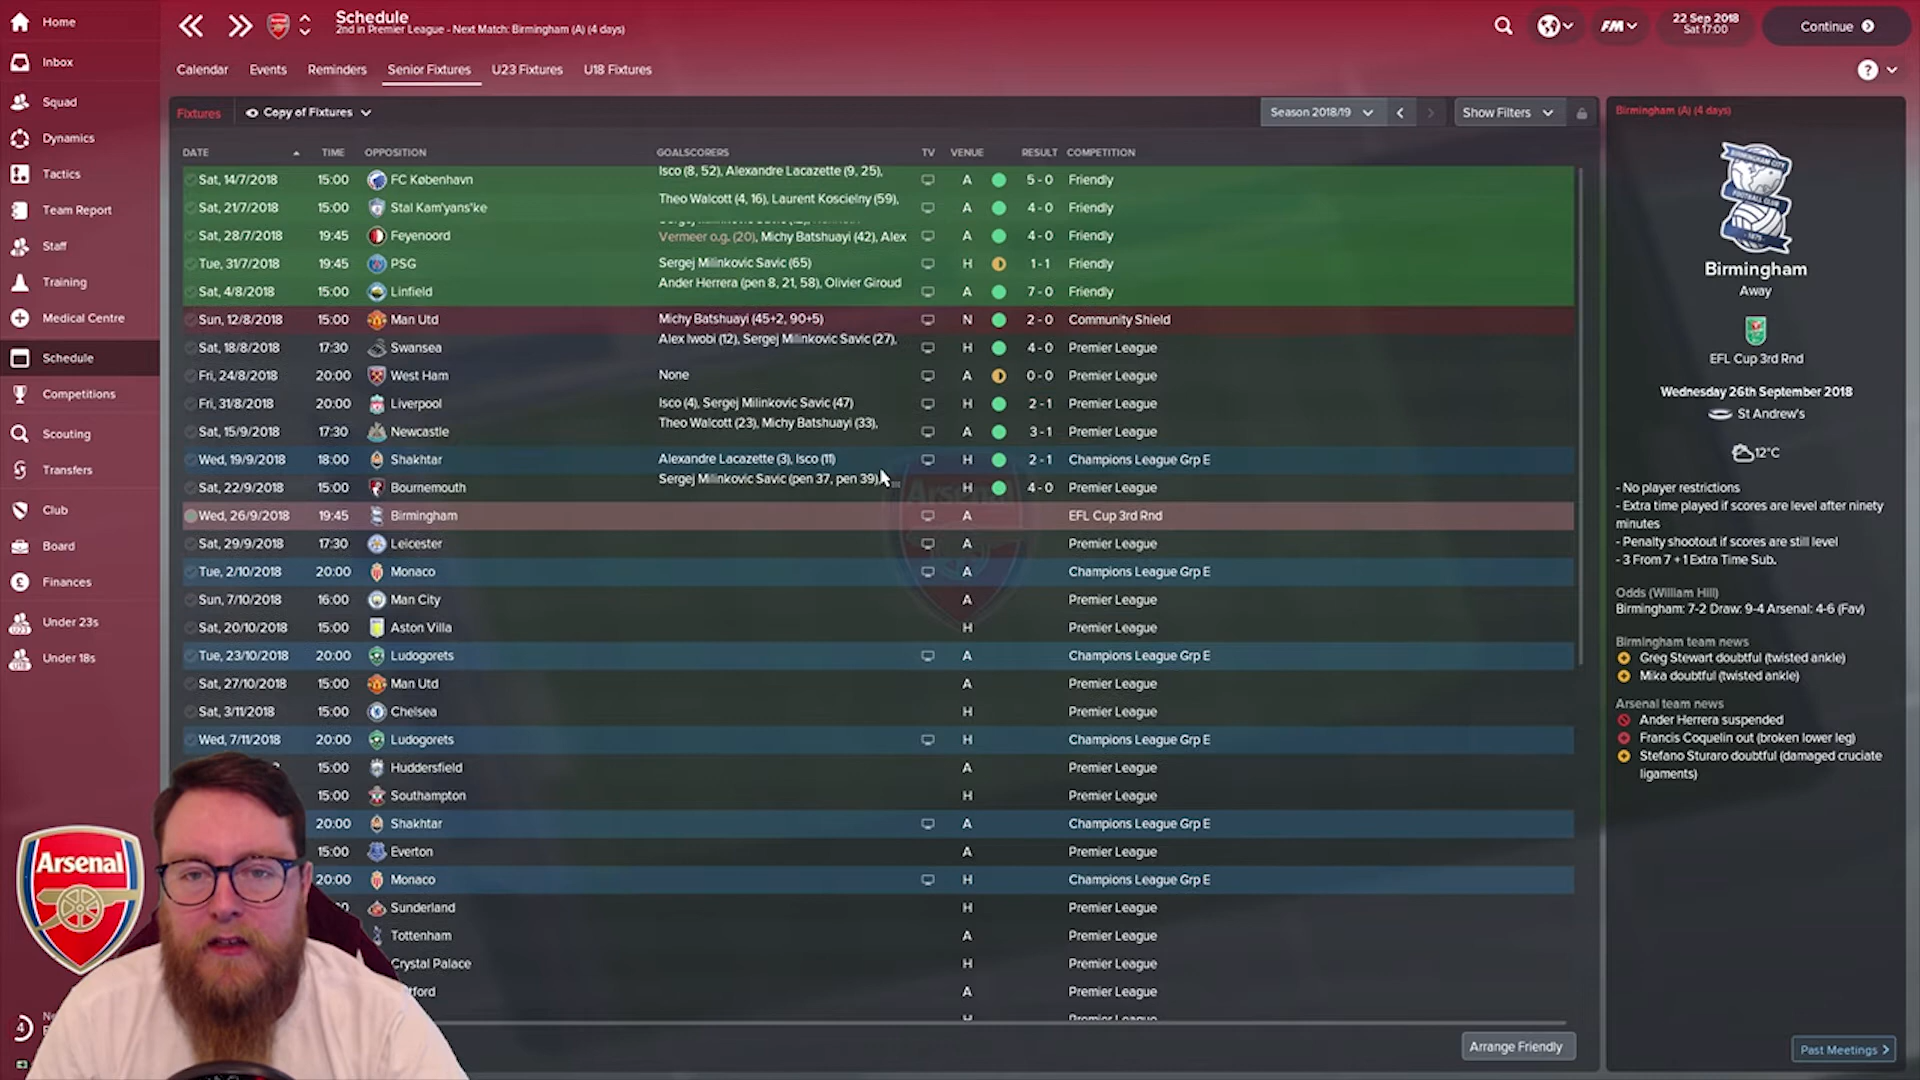 Home
Schedule
2nd in Premier League - Next Match: Birmingham (A) (4 days)
FM
22 Sep 2018
Sat 17:00
Continue
Inbox
Calendar Events Reminders Senior Fixtures U23 Fixtures U18 Fixtures
Squad
Dynamics
Tactics
Team Report
Staff
Training
Medical Centre
Schedule
Competitions
Scouting
Transfers
Club
Board
Finances
Under 23s
Under 18s
Fixtures Copy of Fixtures Season 2018/19 Show Filters
DATE TIME OPPOSITION GOALSCORERS TV VENUE RESULT COMPETITION
Sat, 14/7/2018 15:00 FC København Isco (8, 52), Alexandre Lacazette (9, 25), A 5 - 0 Friendly
Sat, 21/7/2018 15:00 Stal Kam'yans'ke Theo Walcott (4, 16), Laurent Koscielny (59), A 4 - 0 Friendly
Sat, 28/7/2018 19:45 Feyenoord Vermeer o.g. (20), Michy Batshuayi (42), Alex A 4 - 0 Friendly
Tue, 31/7/2018 19:45 PSG Sergej Milinkovic Savic (65) H 1 - 1 Friendly
Sat, 4/8/2018 15:00 Linfield Ander Herrera (pen 8, 21, 58), Olivier Giroud A 7 - 0 Friendly
Sun, 12/8/2018 15:00 Man Utd Michy Batshuayi (45+2, 90+5) N 2 - 0 Community Shield
Sat, 18/8/2018 17:30 Swansea Alex Iwobi (12), Sergej Milinkovic Savic (27), H 4 - 0 Premier League
Fri, 24/8/2018 20:00 West Ham None A 0 - 0 Premier League
Fri, 31/8/2018 20:00 Liverpool Isco (4), Sergej Milinkovic Savic (47) H 2 - 1 Premier League
Sat, 15/9/2018 17:30 Newcastle Theo Walcott (23), Michy Batshuayi (33), A 3 - 1 Premier League
Wed, 19/9/2018 18:00 Shakhtar Alexandre Lacazette (3), Isco (11) H 2 - 1 Champions League Grp E
Sat, 22/9/2018 15:00 Bournemouth Sergej Milinkovic Savic (pen 37, pen 39), H 4 - 0 Premier League
Wed, 26/9/2018 19:45 Birmingham A EFL Cup 3rd Rnd
Sat, 29/9/2018 17:30 Leicester A Premier League
Tue, 2/10/2018 20:00 Monaco A Champions League Grp E
Sun, 7/10/2018 16:00 Man City A Premier League
Sat, 20/10/2018 15:00 Aston Villa H Premier League
Tue, 23/10/2018 20:00 Ludogorets A Champions League Grp E
Sat, 27/10/2018 15:00 Man Utd A Premier League
Sat, 3/11/2018 15:00 Chelsea H Premier League
Wed, 7/11/2018 20:00 Ludogorets H Champions League Grp E
15:00 Huddersfield A Premier League
15:00 Southampton H Premier League
20:00 Shakhtar A Champions League Grp E
15:00 Everton A Premier League
20:00 Monaco H Champions League Grp E
Sunderland H Premier League
Tottenham A Premier League
Crystal Palace H Premier League
tford A Premier League
H Premier League
Arrange Friendly
Arsenal
Arsenal
Birmingham (A) (4 days)
BIRMINGHAM CITY
FOOTBALL CLUB
1875
Birmingham
Away
EFL Cup 3rd Rnd
Wednesday 26th September 2018
St Andrew's
12°C
- No player restrictions
- Extra time played if scores are level after ninety
minutes
- Penalty shootout if scores are still level
- 3 From 7 + 1 Extra Time Sub.
Odds (William Hill)
Birmingham: 7-2 Draw: 9-4 Arsenal: 4-6 (Fav)
Birmingham team news
Greg Stewart doubtful (twisted ankle)
Mika doubtful (twisted ankle)
Arsenal team news
Ander Herrera suspended
Francis Coquelin out (broken lower leg)
Stefano Sturaro doubtful (damaged cruciate
ligaments)
Past Meetings